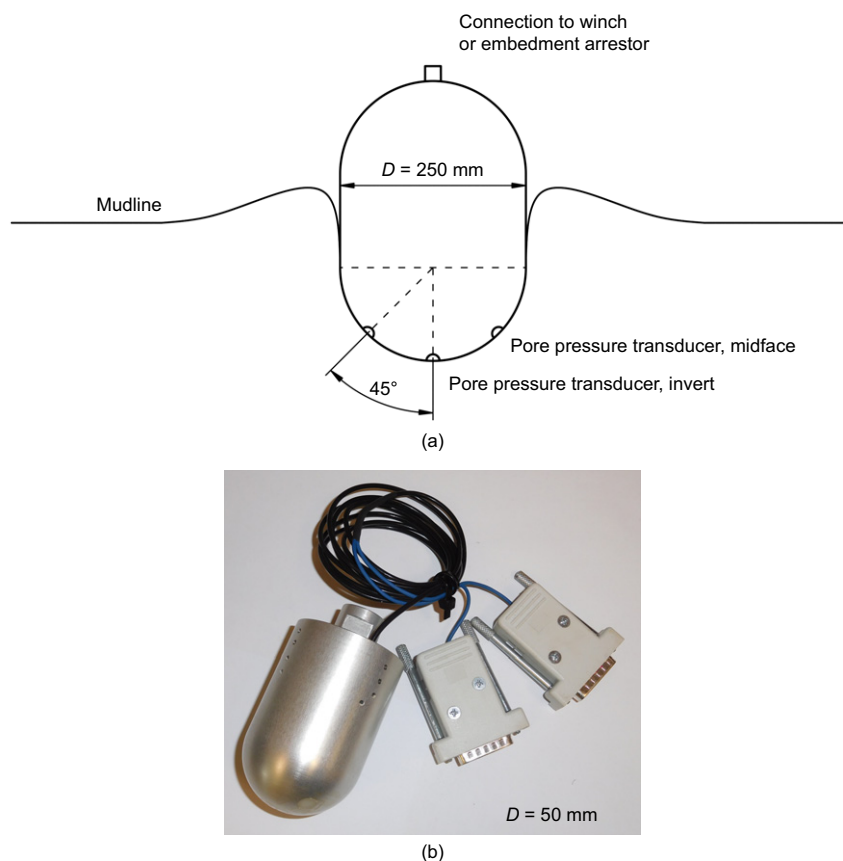 Connection to winch
or embedment arrestor
D = 250 mm
Mudline
Pore pressure transducer, midface
45°
Pore pressure transducer, invert
(a)
D = 50 mm
(b)